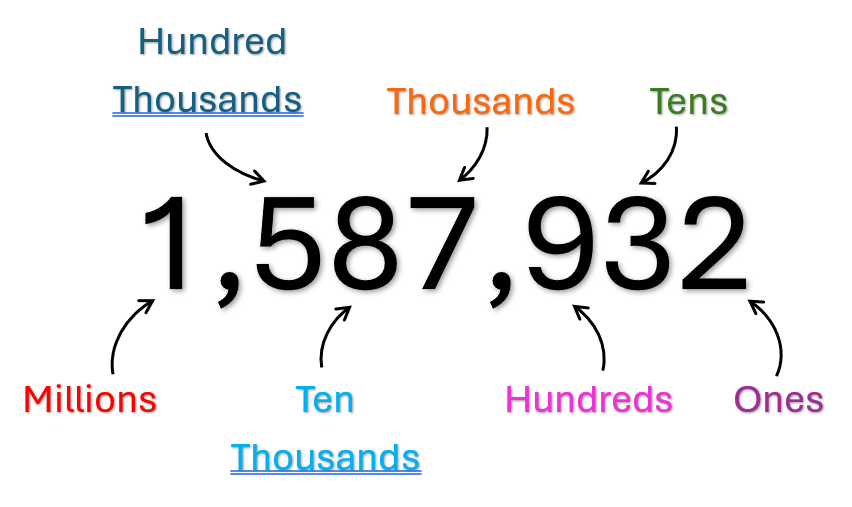 Hundred
Thousands
Thousands
Tens
1,587,932
Millions
Ten
Thousands
Hundreds
Ones